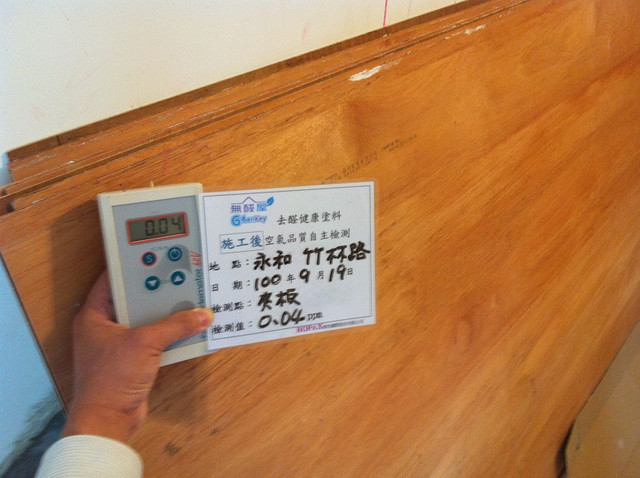 0.04
無醛屋
GreenKey
去醛健康塗料
施工後 空氣品質自主檢測
地 點：永和 竹林路
日 期：100年9月19日
檢測點：夾板
檢測值：0.04 ppm